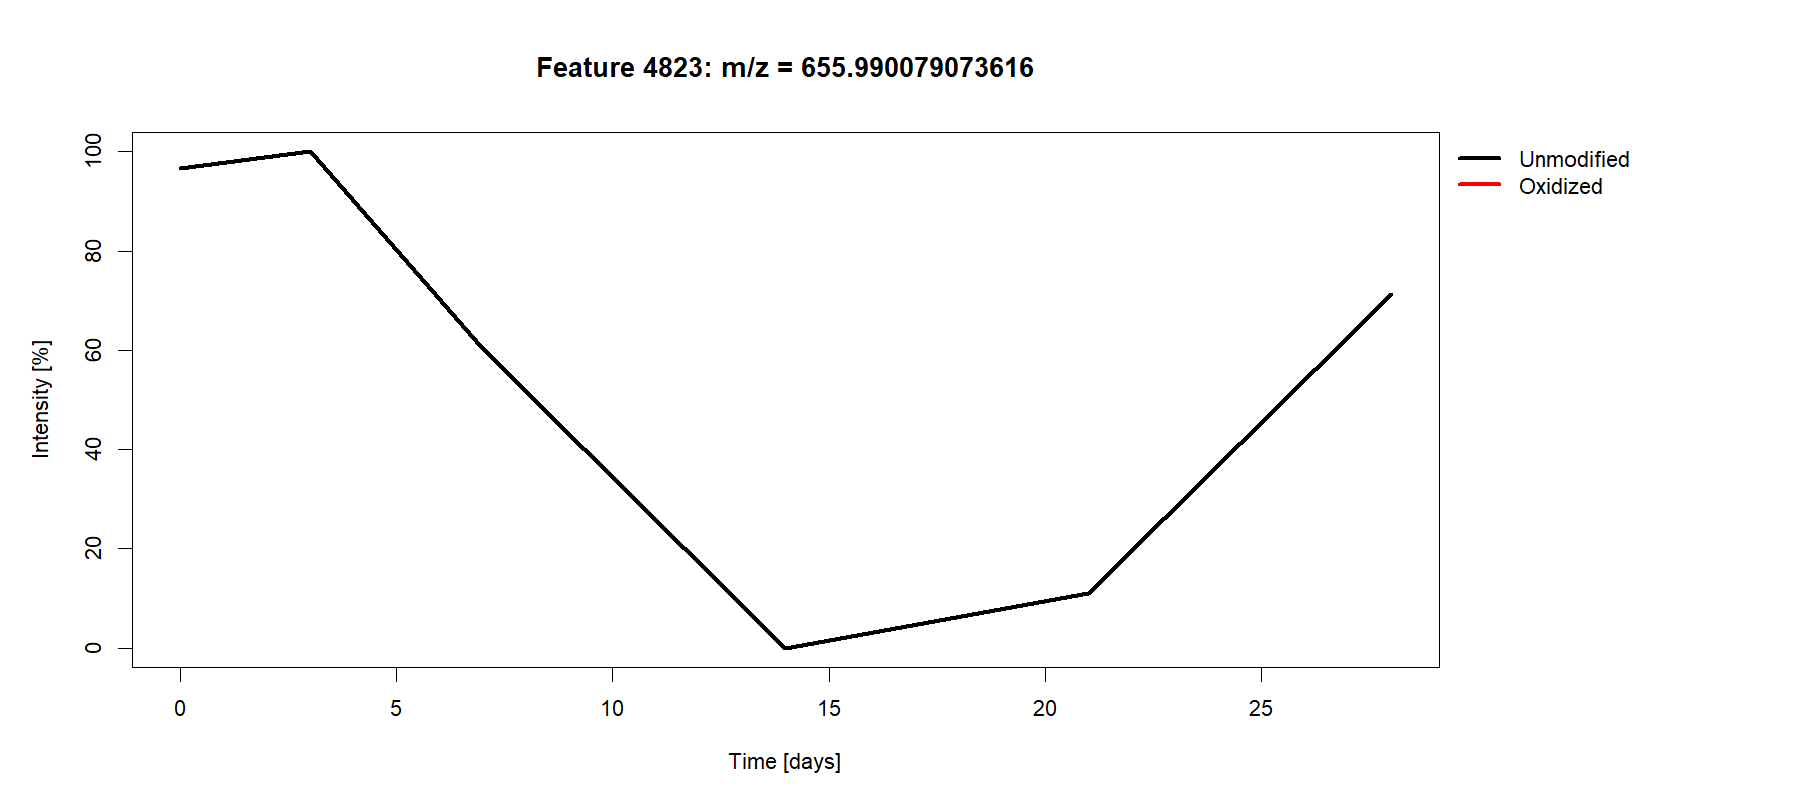 Feature 4823: m/z = 655.990079073616
Unmodified
Oxidized
Intensity [%]
100
80
60
40
20
0
0 5 10 15 20 25
Time [days]